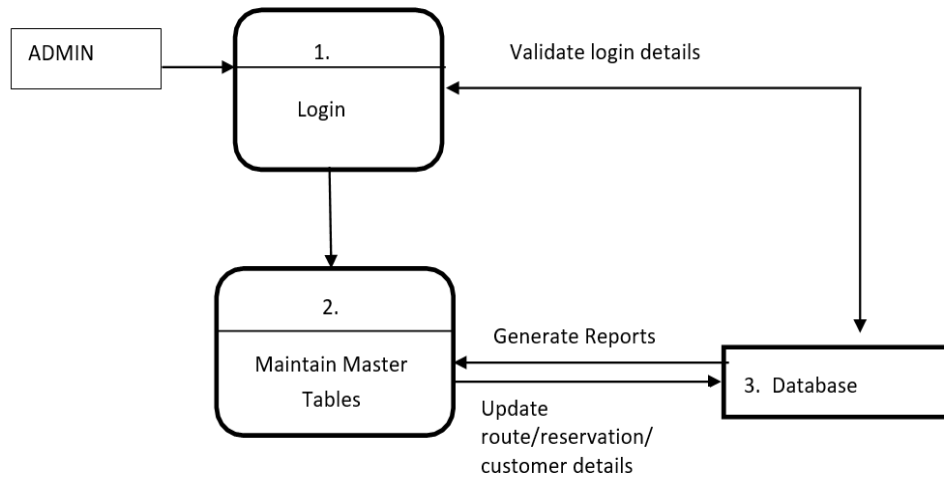 ADMIN
1.
Login
Validate login details
2.
Maintain Master
Tables
Generate Reports
Update
route/reservation/
customer details
3. Database